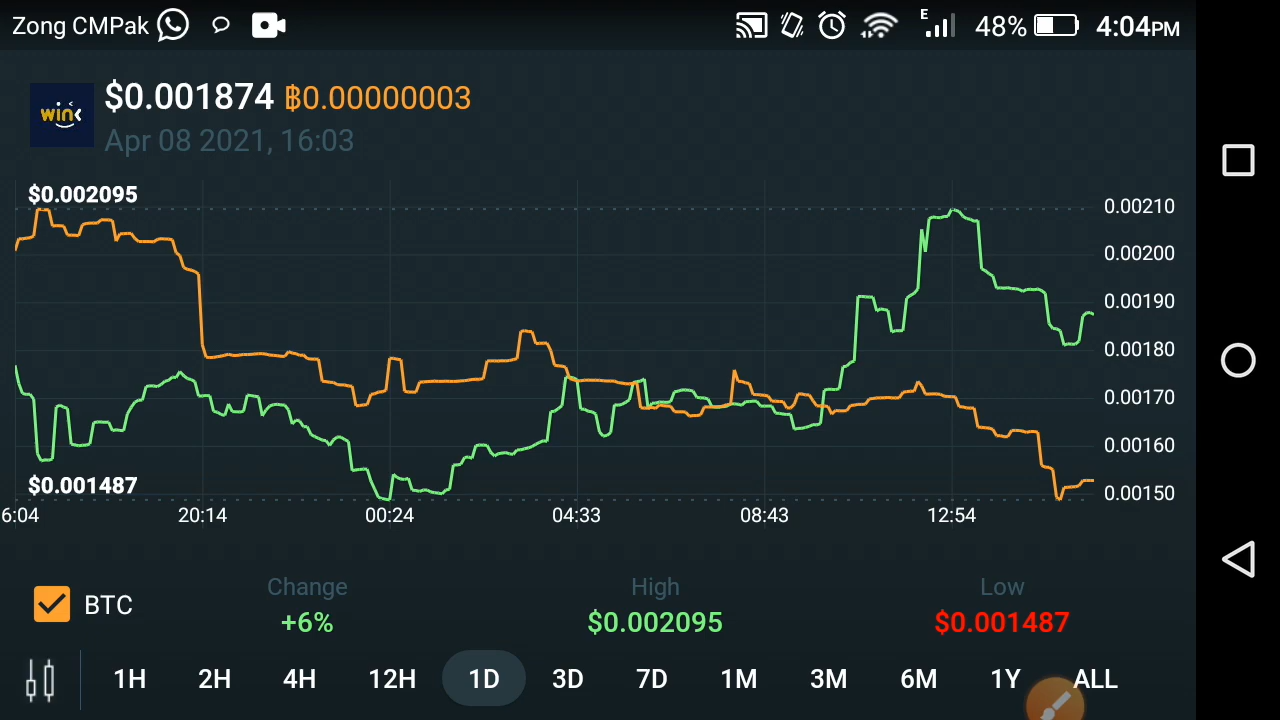 Zong CMPak E 48% 4:04PM
wink
$0.001874 ฿0.00000003
Apr 08 2021, 16:03
$0.002095
0.00210
0.00200
0.00190
0.00180
0.00170
0.00160
$0.001487
0.00150
6:04 20:14 00:24 04:33 08:43 12:54
Change High Low
BTC
+6% $0.002095 $0.001487
1H 2H 4H 12H 1D 3D 7D 1M 3M 6M 1Y ALL